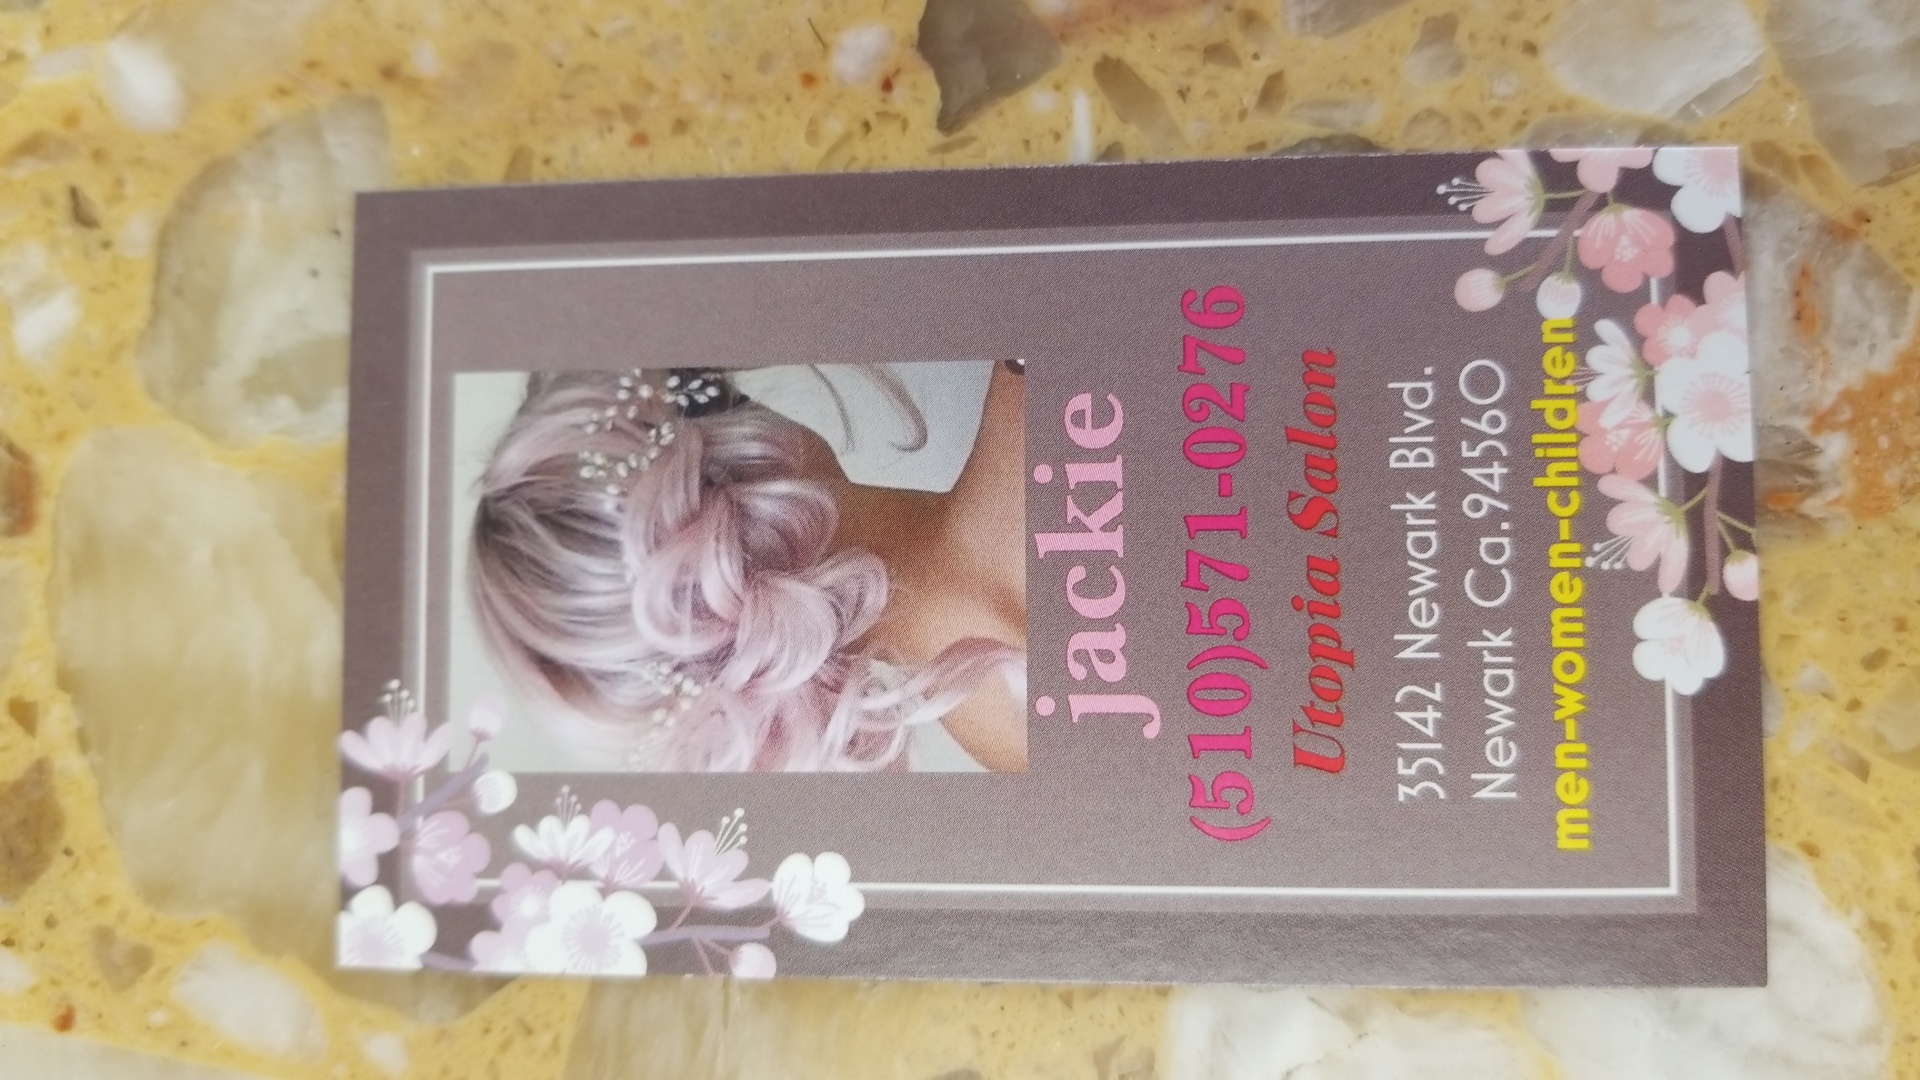 jackie
(510)571-0276
Utopia Salon
35142 Newark Blvd.
Newark Ca.94560
men-women-children